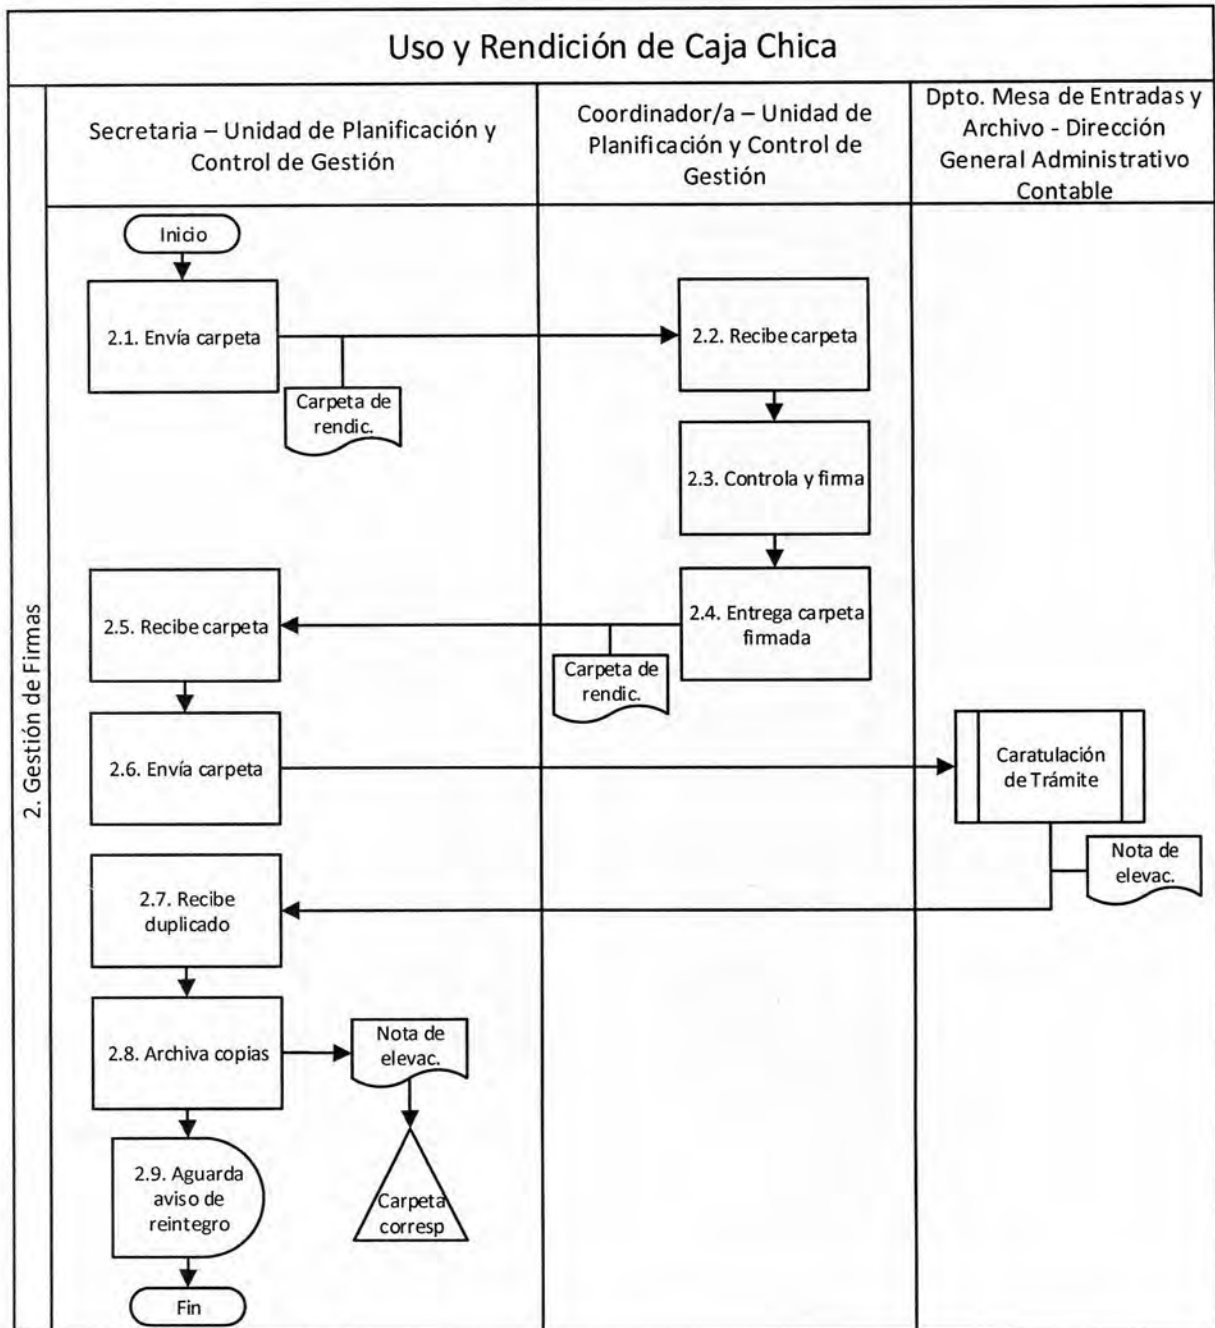 Uso y Rendición de Caja Chica
Secretaria – Unidad de Planificación y
Control de Gestión
Coordinador/a – Unidad de
Planificación y Control de
Gestión
Dpto. Mesa de Entradas y
Archivo - Dirección
General Administrativo
Contable
2. Gestión de Firmas
Inicio
2.1. Envía carpeta
Carpeta de
rendic.
2.2. Recibe carpeta
2.3. Controla y firma
2.4. Entrega carpeta
firmada
Carpeta de
rendic.
2.5. Recibe carpeta
2.6. Envía carpeta
Caratulación
de Trámite
Nota de
elevac.
2.7. Recibe
duplicado
2.8. Archiva copias
Nota de
elevac.
Carpeta
corresp
2.9. Aguarda
aviso de
reintegro
Fin